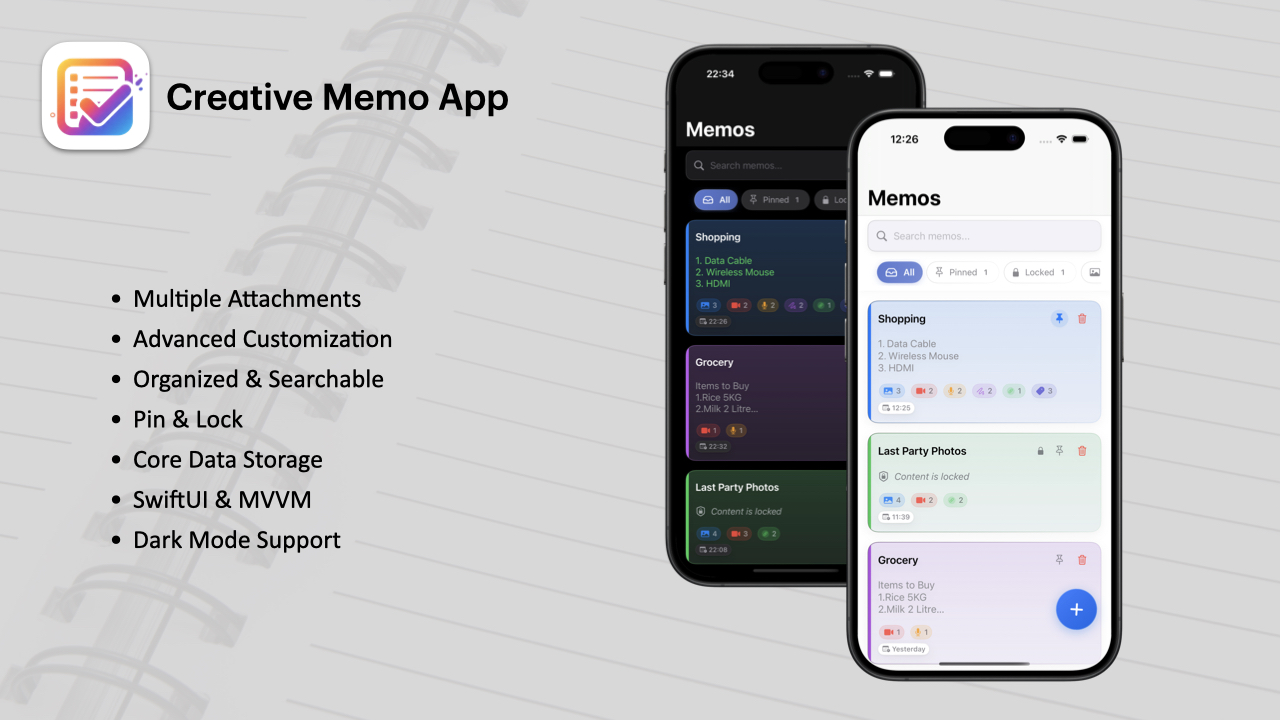 Creative Memo App
• Multiple Attachments
• Advanced Customization
• Organized & Searchable
• Pin & Lock
• Core Data Storage
• SwiftUI & MVVM
• Dark Mode Support
22:34
Memos
Search memos...
All
Pinned 1
Loc
Shopping
1. Data Cable
2. Wireless Mouse
3. HDMI
3 2 2 2 1
22:26
Grocery
Items to Buy
1.Rice 5KG
2.Milk 2 Litre...
1 1
22:32
Last Party Photos
Content is locked
4 3 2
22:08
12:26
Memos
Search memos...
All
Pinned 1
Locked 1
Shopping
1. Data Cable
2. Wireless Mouse
3. HDMI
3 2 2 2 1 3
12:25
Last Party Photos
Content is locked
4 2 2
11:39
Grocery
Items to Buy
1.Rice 5KG
2.Milk 2 Litre...
1 1
Yesterday